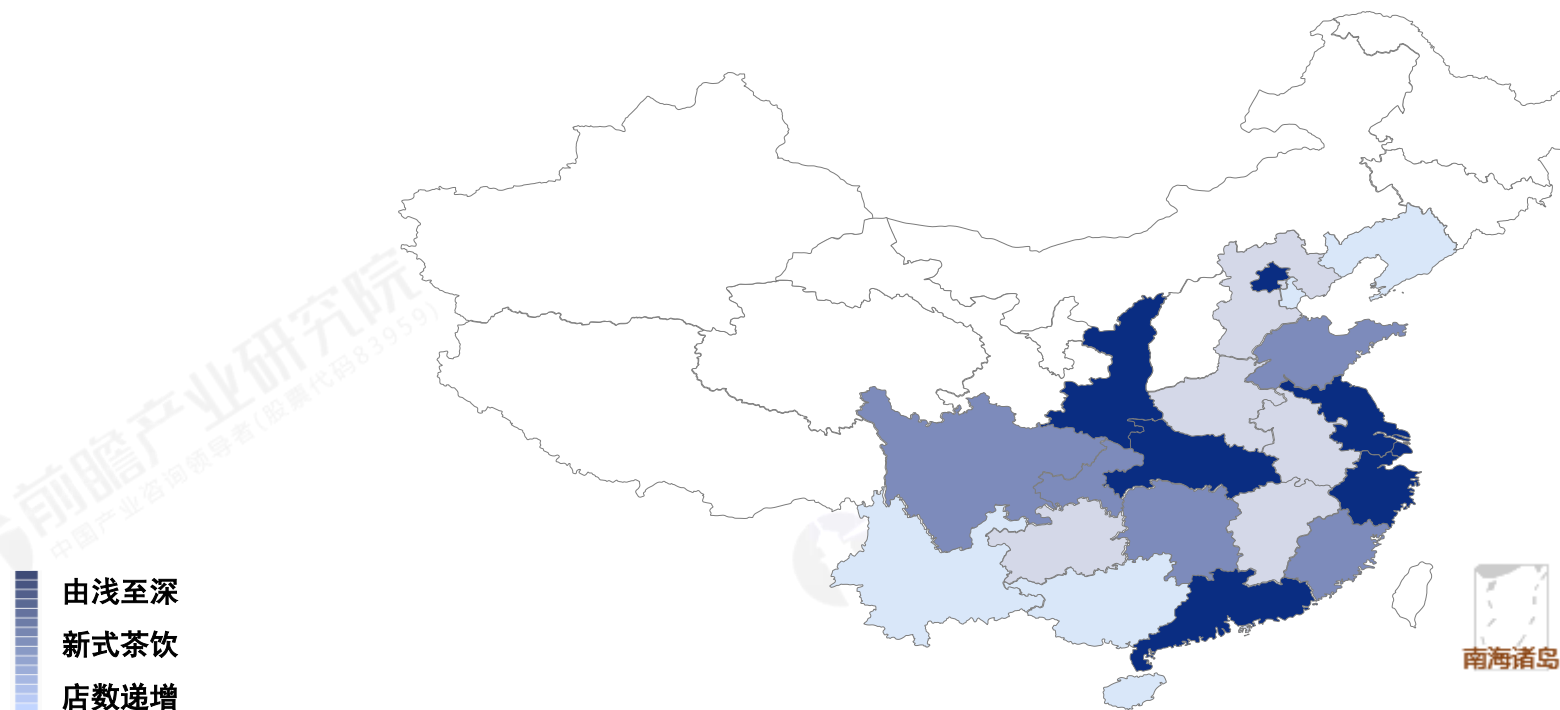 前瞻产业研究院
中国产业咨询领导者(股票代码83959)
由浅至深
新式茶饮
店数递增
南海诸岛